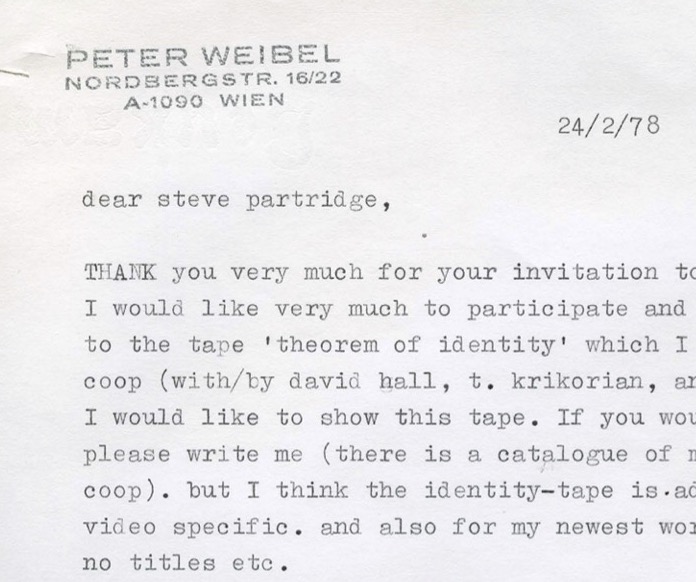 PETER WEIBEL
NORDBERGSTR. 16/22
A-1090 WIEN
24/2/78
dear steve partridge,
THANK you very much for your invitation to
I would like very much to participate and
to the tape 'theorem of identity' which I
coop (with/by david hall, t. krikorian, an
I would like to show this tape. If you wou
please write me (there is a catalogue of m
coop). but I think the identity-tape is.ad
video specific. and also for my newest wor
no titles etc.